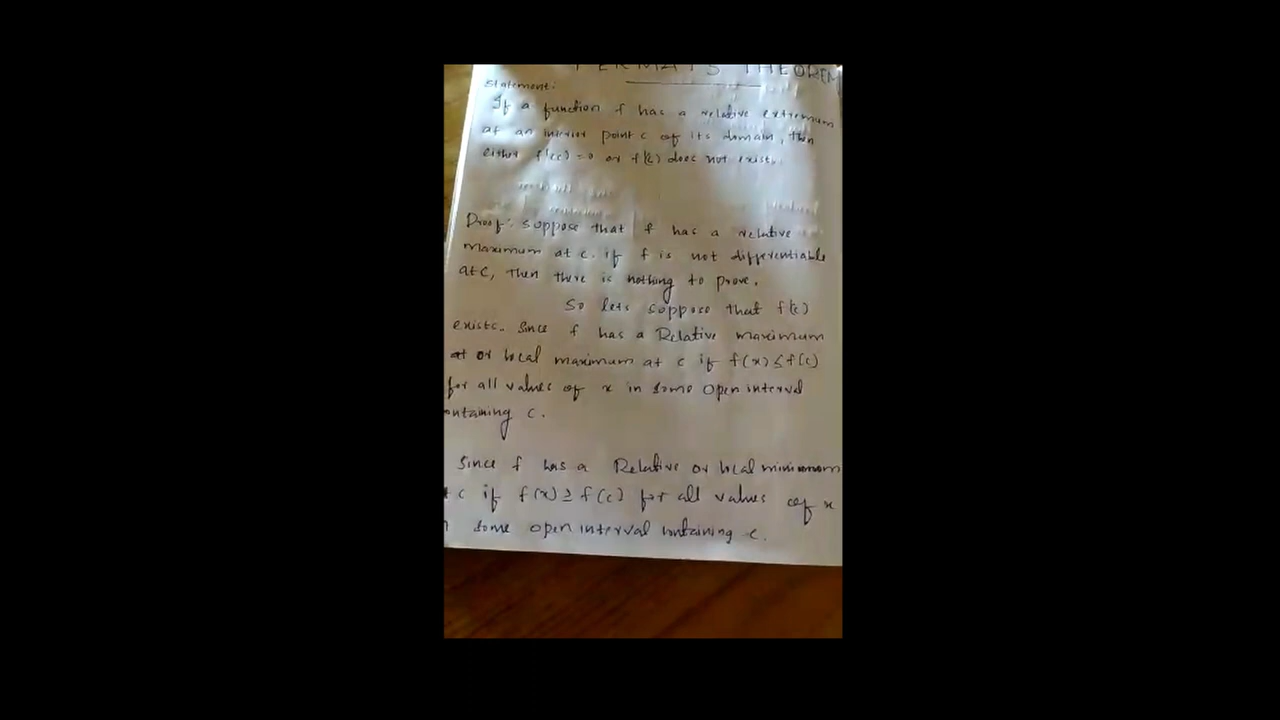 FERMAT'S THEOREM
Statement:
If a function f has a relative extremum
at an interior point c of its domain, then
either f'(c) = 0 or f'(c) does not exist.
Proof: Suppose that f has a relative
maximum at c. if f is not differentiable
at c, then there is nothing to prove.
So lets suppose that f'(c)
exists. Since f has a Relative maximum
at or local maximum at c if f(x) ≤ f(c)
for all values of x in some open interval
ontaining c.
Since f has a Relative or local minimum
t c if f(x) ≥ f(c) for all values of x
n some open interval containing c.